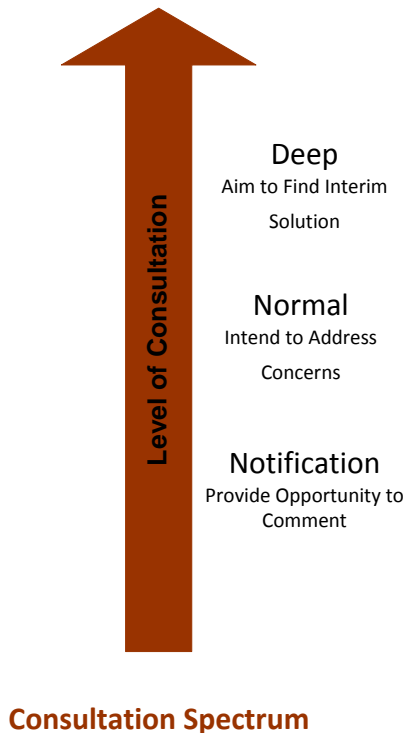 Level of Consultation
Deep
Aim to Find Interim
Solution
Normal
Intend to Address
Concerns
Notification
Provide Opportunity to
Comment
Consultation Spectrum